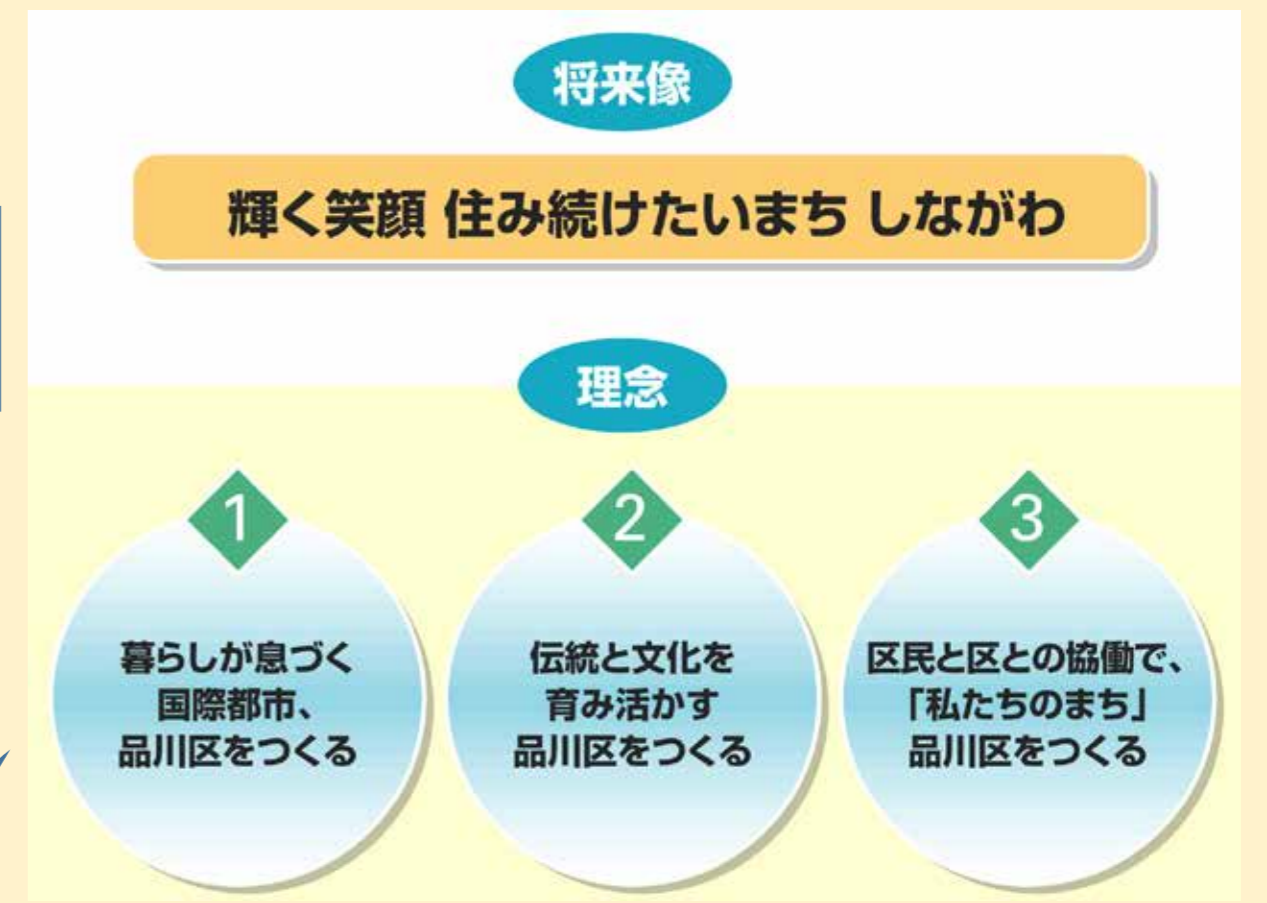 将来像
輝く笑顔 住み続けたいまち しながわ
理念
1
暮らしが息づく
国際都市、
品川区をつくる
2
伝統と文化を
育み活かす
品川区をつくる
3
区民と区との協働で、
「私たちのまち」
品川区をつくる